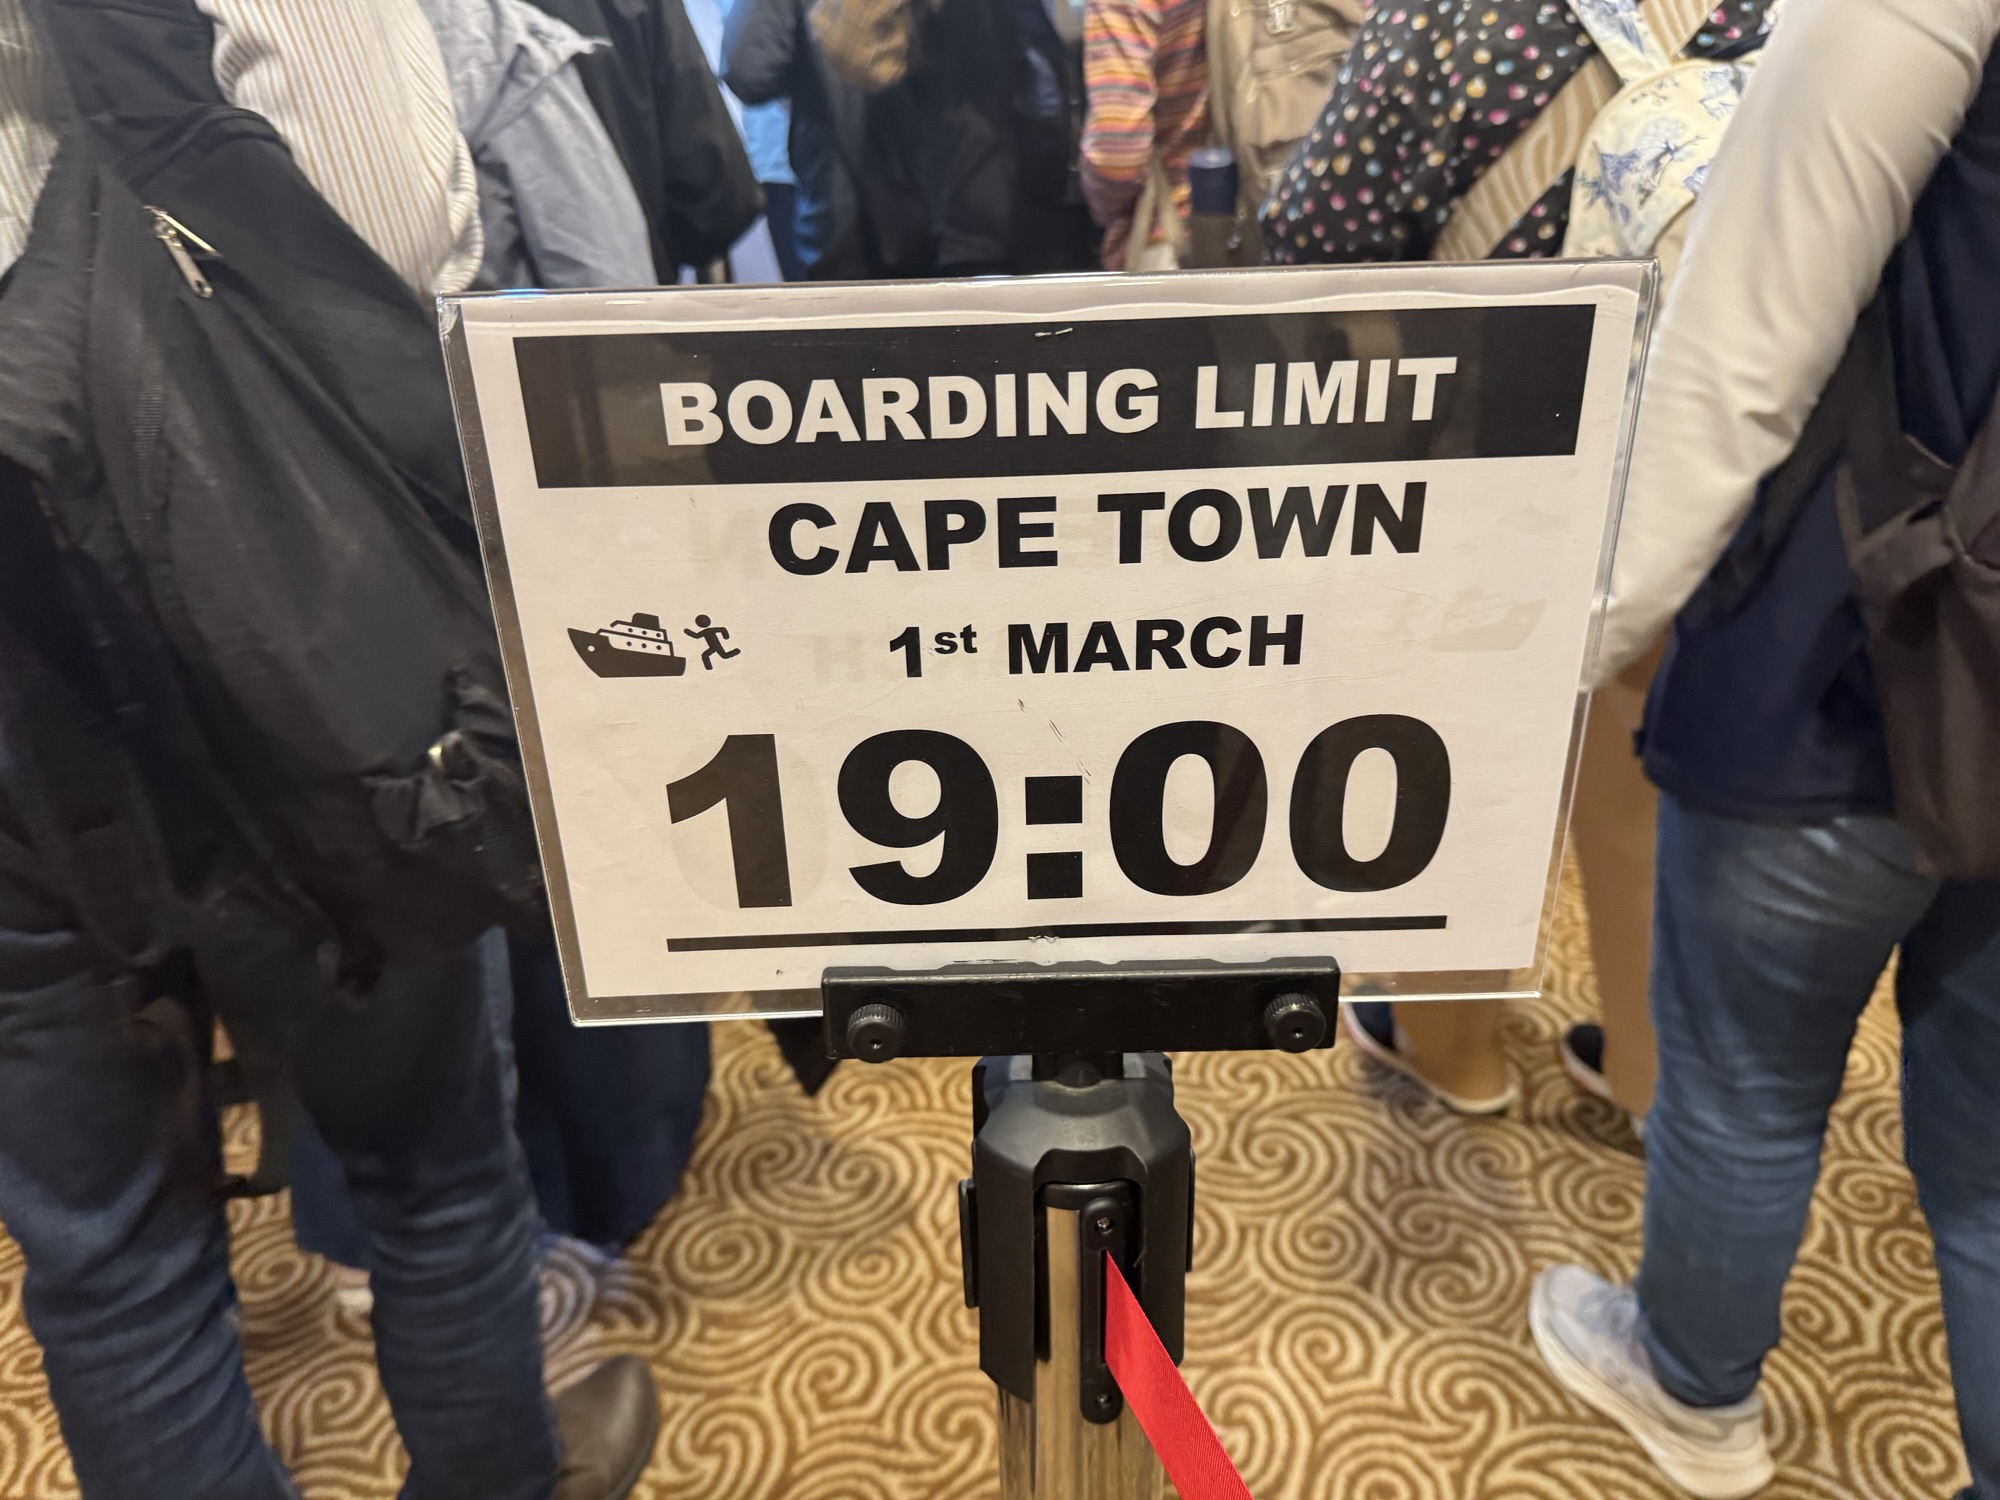 BOARDING LIMIT
CAPE TOWN
1st MARCH
19:00